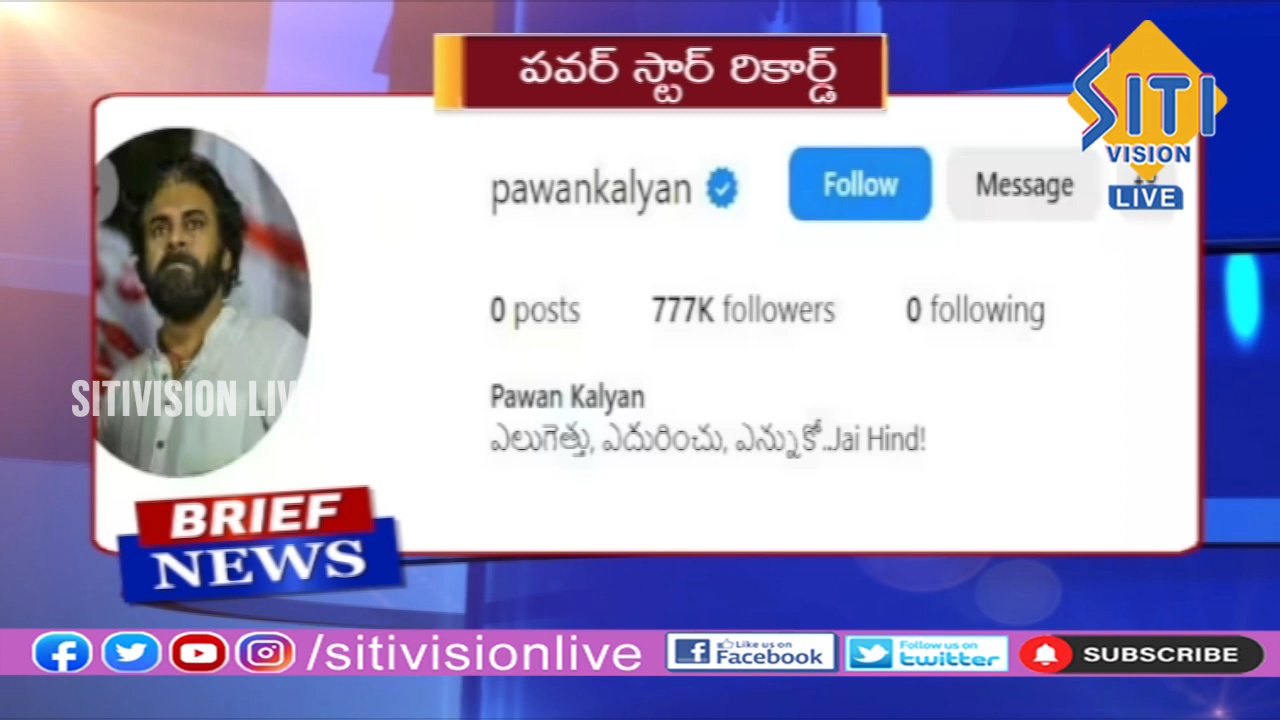 పవర్ స్టార్ రికార్డ్
SITI
VISION
LIVE
pawankalyan
Follow
Message
0 posts
777K followers
0 following
Pawan Kalyan
ఎలుగెత్తు, ఎదురించు, ఎన్నుకో..Jai Hind!
SITIVISION LIV
BRIEF
NEWS
/sitivisionlive
Like us on
Facebook
Follow us on
twitter
SUBSCRIBE